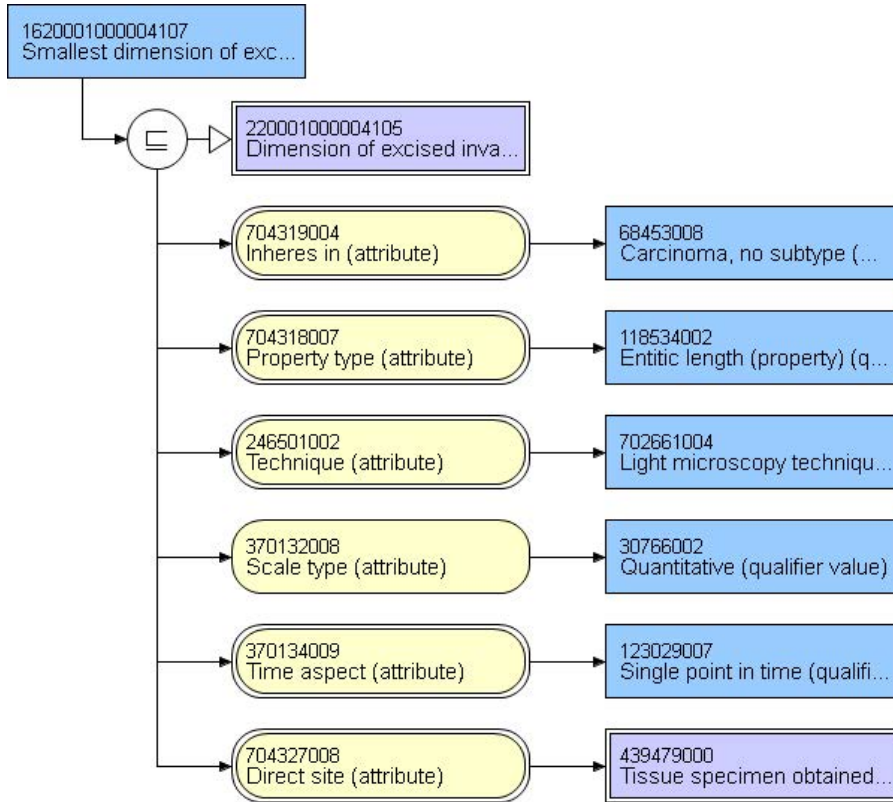 1620001000004107
Smallest dimension of exc...
⊑
220001000004105
Dimension of excised inva...
704319004
Inheres in (attribute)
68453008
Carcinoma, no subtype (...
704318007
Property type (attribute)
118534002
Entitic length (property) (q...
246501002
Technique (attribute)
702661004
Light microscopy techniqu...
370132008
Scale type (attribute)
30766002
Quantitative (qualifier value)
370134009
Time aspect (attribute)
123029007
Single point in time (qualifi...
704327008
Direct site (attribute)
439479000
Tissue specimen obtained...